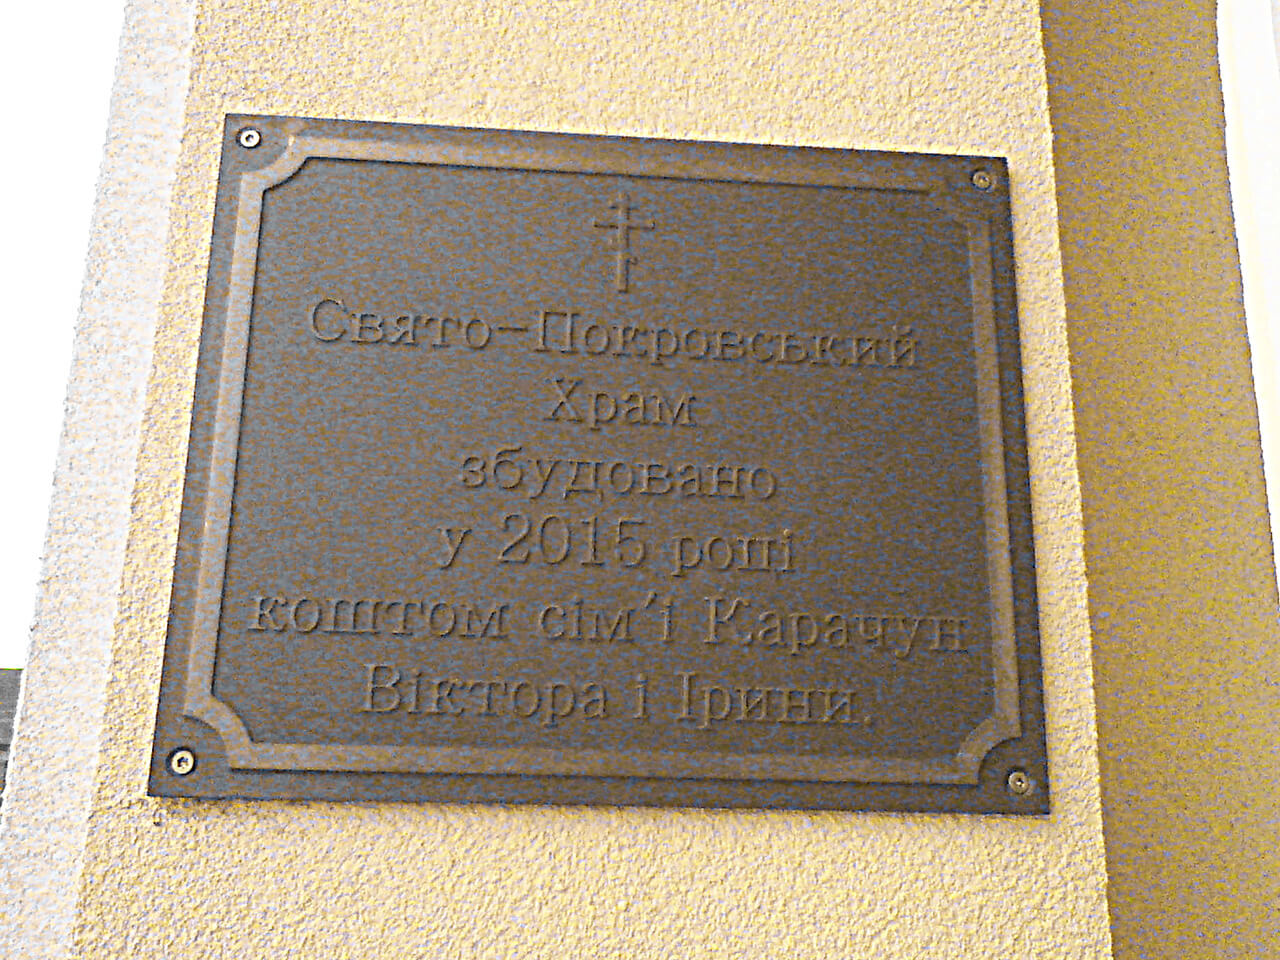 Свято-Покровський
Храм
збудовано
у 2015 році
коштом сім'ї Карачун
Віктора і Ірини.